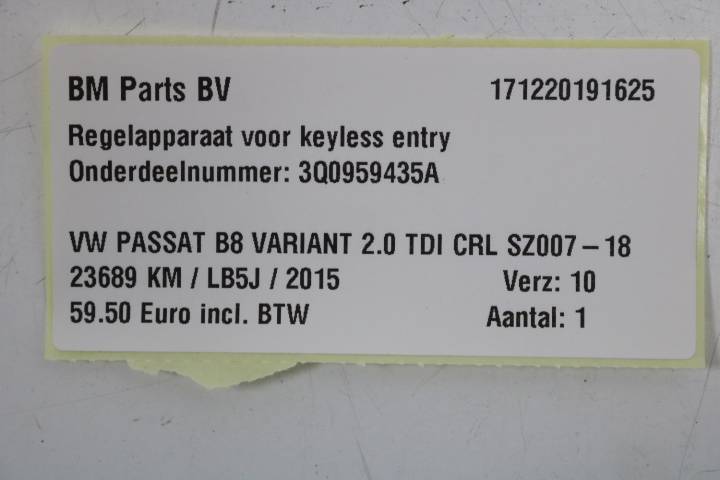 BM Parts BV 171220191625
Regelapparaat voor keyless entry
Onderdeelnummer: 3Q0959435A
VW PASSAT B8 VARIANT 2.0 TDI CRL SZ007-18
23689 KM / LB5J / 2015 Verz: 10
59.50 Euro incl. BTW Aantal: 1